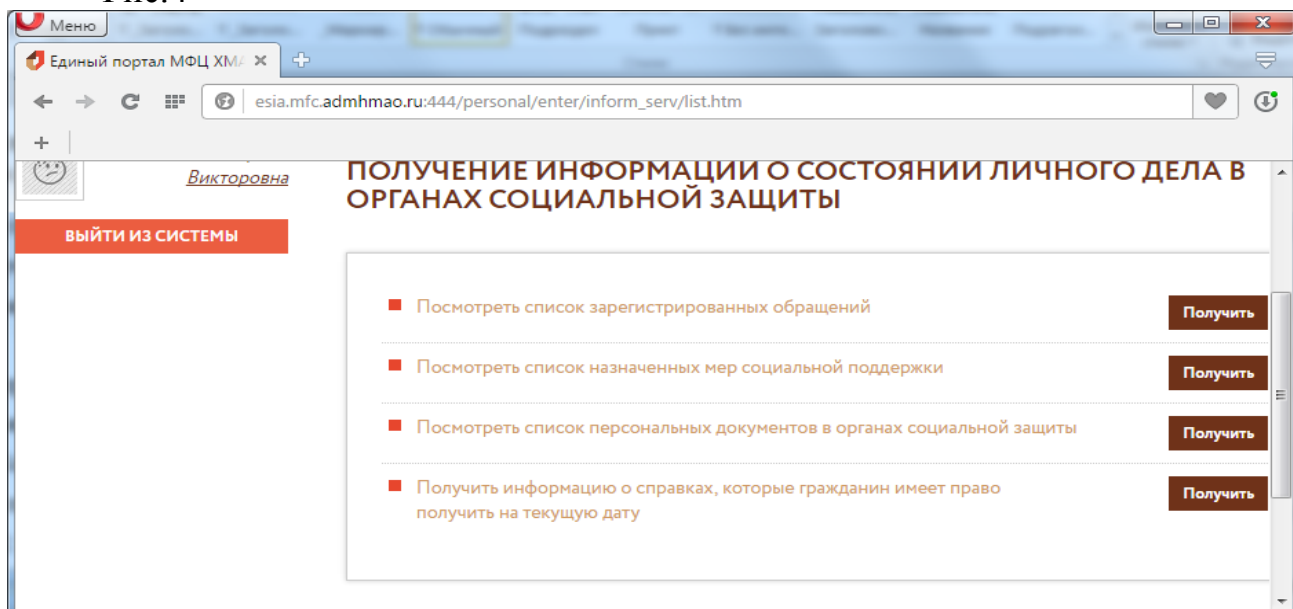 Меню
Единый портал МФЦ ХМА
esia.mfc.admhmao.ru:444/personal/enter/inform_serv/list.htm
Викторовна
ВЫЙТИ ИЗ СИСТЕМЫ
ПОЛУЧЕНИЕ ИНФОРМАЦИИ О СОСТОЯНИИ ЛИЧНОГО ДЕЛА В
ОРГАНАХ СОЦИАЛЬНОЙ ЗАЩИТЫ
Посмотреть список зарегистрированных обращений
Получить
Посмотреть список назначенных мер социальной поддержки
Получить
Посмотреть список персональных документов в органах социальной защиты
Получить
Получить информацию о справках, которые гражданин имеет право
получить на текущую дату
Получить